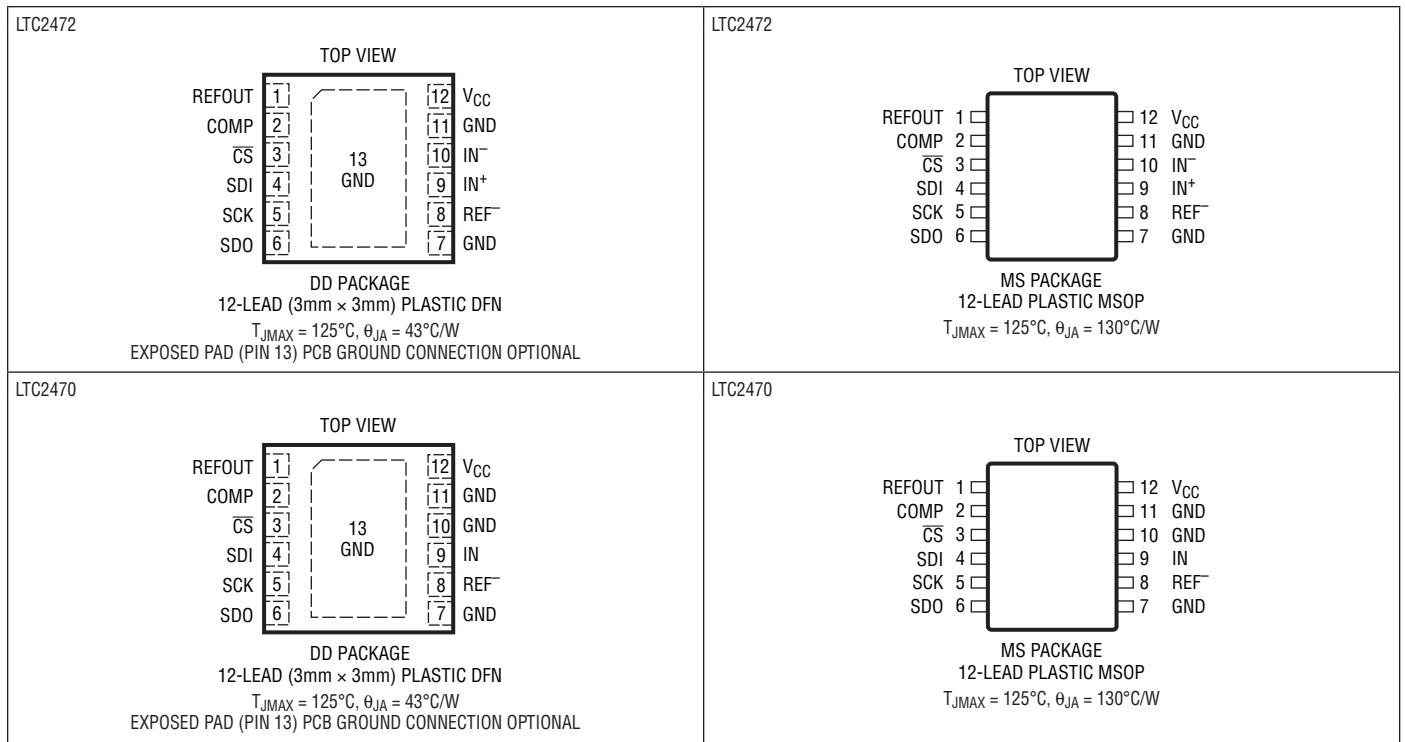 LTC2472
TOP VIEW
REFOUT 1 12 VCC
COMP 2 11 GND
C̅S̅ 3 10 IN–
SDI 4 9 IN+
SCK 5 8 REF–
SDO 6 7 GND
13
GND
DD PACKAGE
12-LEAD (3mm × 3mm) PLASTIC DFN
TJMAX = 125°C, θJA = 43°C/W
EXPOSED PAD (PIN 13) PCB GROUND CONNECTION OPTIONAL
LTC2472
TOP VIEW
REFOUT 1 12 VCC
COMP 2 11 GND
C̅S̅ 3 10 IN–
SDI 4 9 IN+
SCK 5 8 REF–
SDO 6 7 GND
MS PACKAGE
12-LEAD PLASTIC MSOP
TJMAX = 125°C, θJA = 130°C/W
LTC2470
TOP VIEW
REFOUT 1 12 VCC
COMP 2 11 GND
C̅S̅ 3 10 GND
SDI 4 9 IN
SCK 5 8 REF–
SDO 6 7 GND
13
GND
DD PACKAGE
12-LEAD (3mm × 3mm) PLASTIC DFN
TJMAX = 125°C, θJA = 43°C/W
EXPOSED PAD (PIN 13) PCB GROUND CONNECTION OPTIONAL
LTC2470
TOP VIEW
REFOUT 1 12 VCC
COMP 2 11 GND
C̅S̅ 3 10 GND
SDI 4 9 IN
SCK 5 8 REF–
SDO 6 7 GND
MS PACKAGE
12-LEAD PLASTIC MSOP
TJMAX = 125°C, θJA = 130°C/W